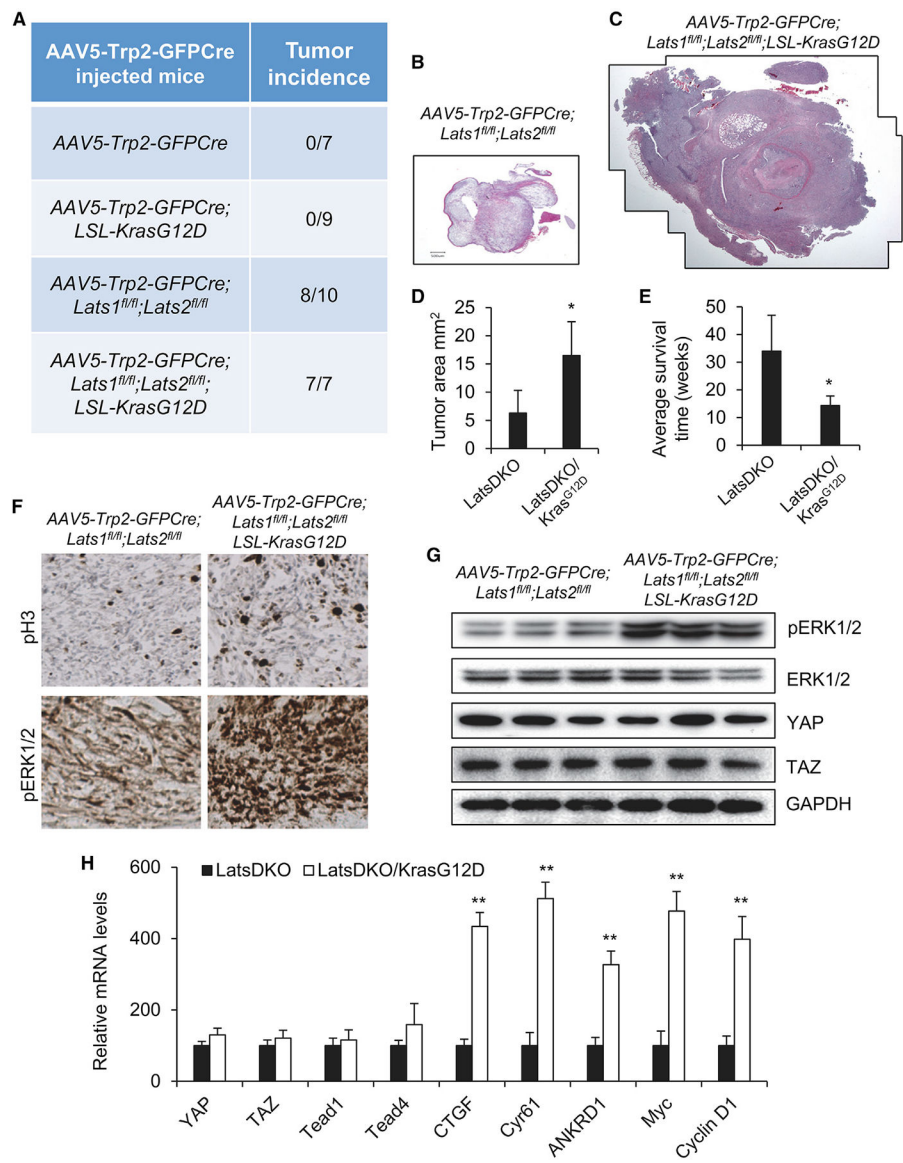 A
AAV5-Trp2-GFPCre
injected mice
Tumor
incidence
AAV5-Trp2-GFPCre
0/7
AAV5-Trp2-GFPCre;
LSL-KrasG12D
0/9
AAV5-Trp2-GFPCre;
Lats1fl/fl;Lats2fl/fl
8/10
AAV5-Trp2-GFPCre;
Lats1fl/fl;Lats2fl/fl;
LSL-KrasG12D
7/7
B
AAV5-Trp2-GFPCre;
Lats1fl/fl;Lats2fl/fl
500μm
C
AAV5-Trp2-GFPCre;
Lats1fl/fl;Lats2fl/fl;LSL-KrasG12D
D
Tumor area mm2
25
20
15
10
5
0
*
LatsDKO
LatsDKO/
KrasG12D
E
Average survival
time (weeks)
50
40
30
20
10
0
*
LatsDKO
LatsDKO/
KrasG12D
F
AAV5-Trp2-GFPCre;
Lats1fl/fl;Lats2fl/fl
AAV5-Trp2-GFPCre;
Lats1fl/fl;Lats2fl/fl
LSL-KrasG12D
pH3
pERK1/2
G
AAV5-Trp2-GFPCre;
Lats1fl/fl;Lats2fl/fl
AAV5-Trp2-GFPCre;
Lats1fl/fl;Lats2fl/fl
LSL-KrasG12D
pERK1/2
ERK1/2
YAP
TAZ
GAPDH
H
LatsDKO
LatsDKO/KrasG12D
Relative mRNA levels
600
400
200
0
**
**
**
**
**
YAP
TAZ
Tead1
Tead4
CTGF
Cyr61
ANKRD1
Myc
Cyclin D1